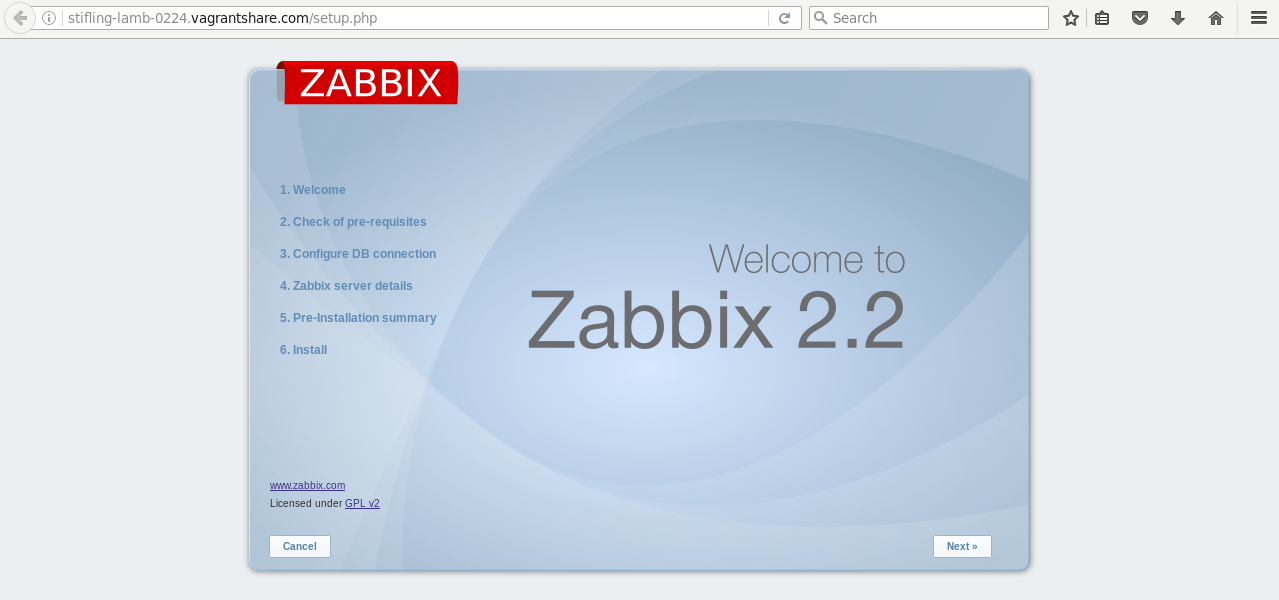 stifling-lamb-0224.vagrantshare.com/setup.php
Search
ZABBIX
1. Welcome
2. Check of pre-requisites
3. Configure DB connection
4. Zabbix server details
5. Pre-Installation summary
6. Install
Welcome to
Zabbix 2.2
www.zabbix.com
Licensed under GPL v2
Cancel
Next »